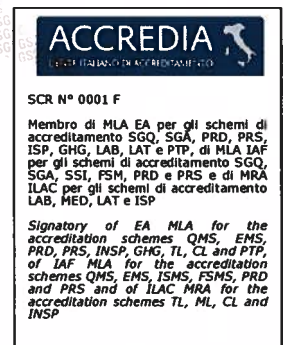 ACCREDIA
L'ENTE ITALIANO DI ACCREDITAMENTO
SCR N° 0001 F
Membro di MLA EA per gli schemi di
accreditamento SGQ, SGA, PRD, PRS,
ISP, GHG, LAB, LAT e PTP, di MLA IAF
per gli schemi di accreditamento SGQ,
SGA, SSI, FSM, PRD e PRS e di MRA
ILAC per gli schemi di accreditamento
LAB, MED, LAT e ISP
Signatory of EA MLA for the
accreditation schemes QMS, EMS,
PRD, PRS, INSP, GHG, TL, CL and PTP,
of IAF MLA for the accreditation
schemes QMS, EMS, ISMS, FSMS, PRD
and PRS and of ILAC MRA for the
accreditation schemes TL, ML, CL and
INSP